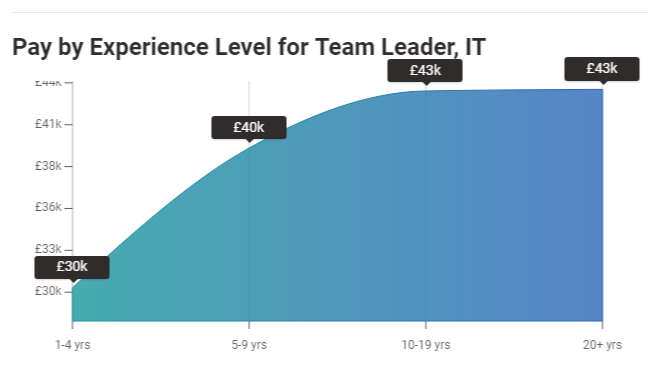 Pay by Experience Level for Team Leader, IT
£43k
£43k
£44k
£41k
£40k
£38k
£36k
£33k
£30k
£30k
1-4 yrs
5-9 yrs
10-19 yrs
20+ yrs